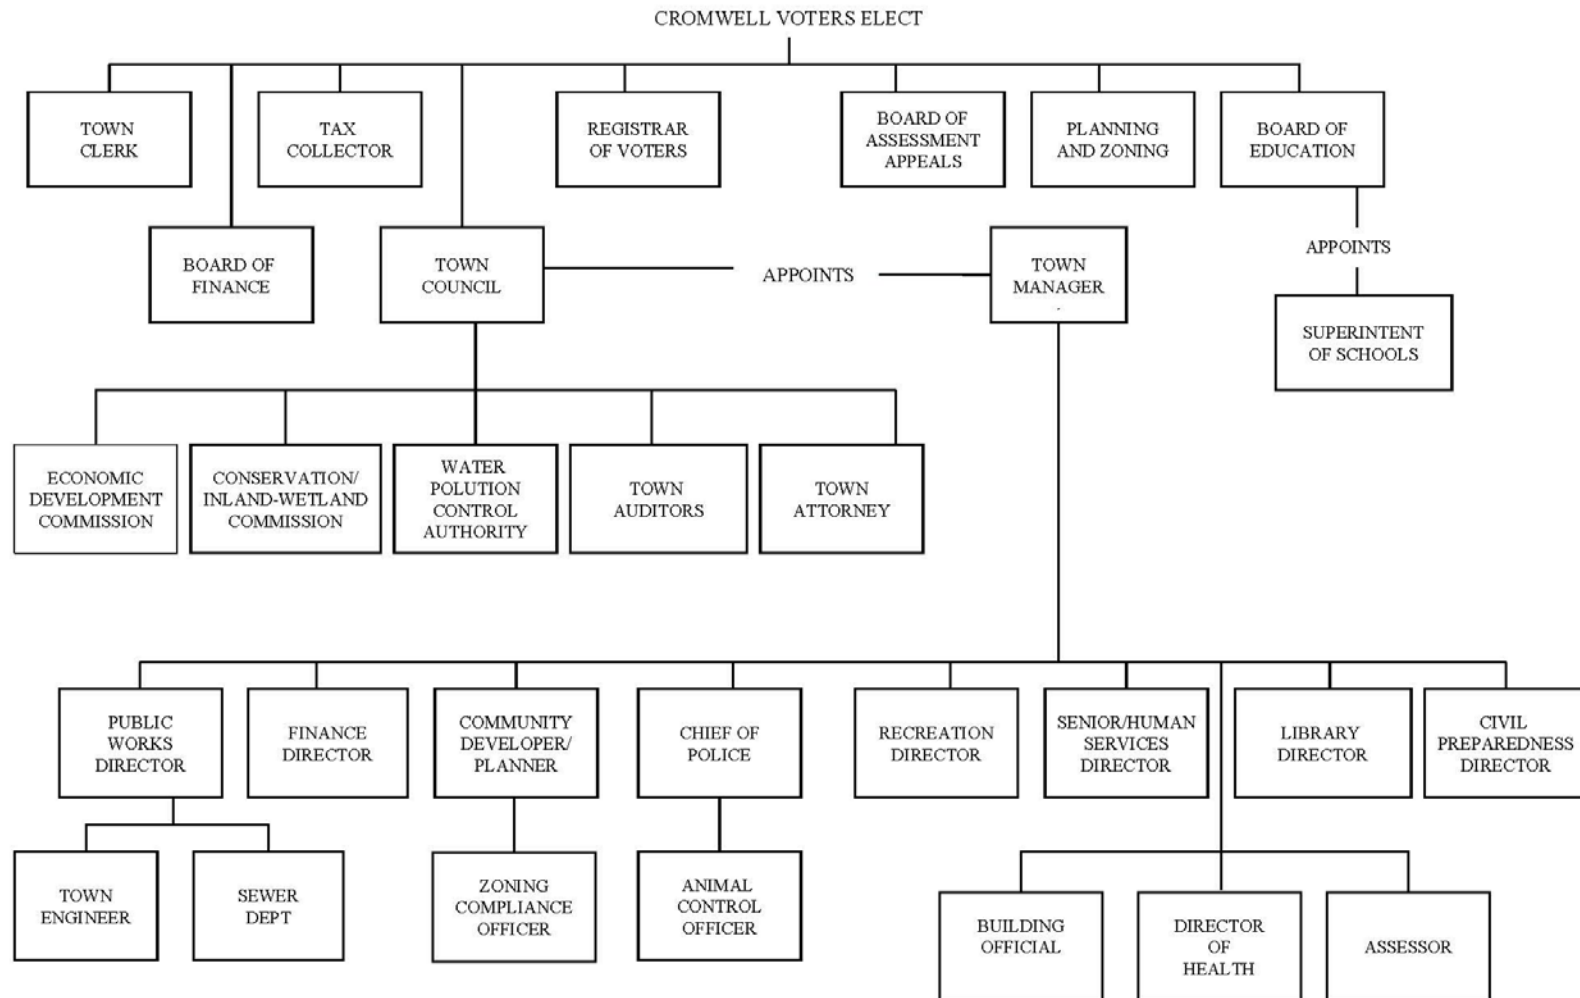 CROMWELL VOTERS ELECT
TOWN
CLERK
TAX
COLLECTOR
REGISTRAR
OF VOTERS
BOARD OF
ASSESSMENT
APPEALS
PLANNING
AND ZONING
BOARD OF
EDUCATION
BOARD OF
FINANCE
TOWN
COUNCIL
APPOINTS
TOWN
MANAGER
APPOINTS
SUPERINTENT
OF SCHOOLS
ECONOMIC
DEVELOPMENT
COMMISSION
CONSERVATION/
INLAND-WETLAND
COMMISSION
WATER
POLUTION
CONTROL
AUTHORITY
TOWN
AUDITORS
TOWN
ATTORNEY
PUBLIC
WORKS
DIRECTOR
FINANCE
DIRECTOR
COMMUNITY
DEVELOPER/
PLANNER
CHIEF OF
POLICE
RECREATION
DIRECTOR
SENIOR/HUMAN
SERVICES
DIRECTOR
LIBRARY
DIRECTOR
CIVIL
PREPAREDNESS
DIRECTOR
TOWN
ENGINEER
SEWER
DEPT
ZONING
COMPLIANCE
OFFICER
ANIMAL
CONTROL
OFFICER
BUILDING
OFFICIAL
DIRECTOR
OF
HEALTH
ASSESSOR